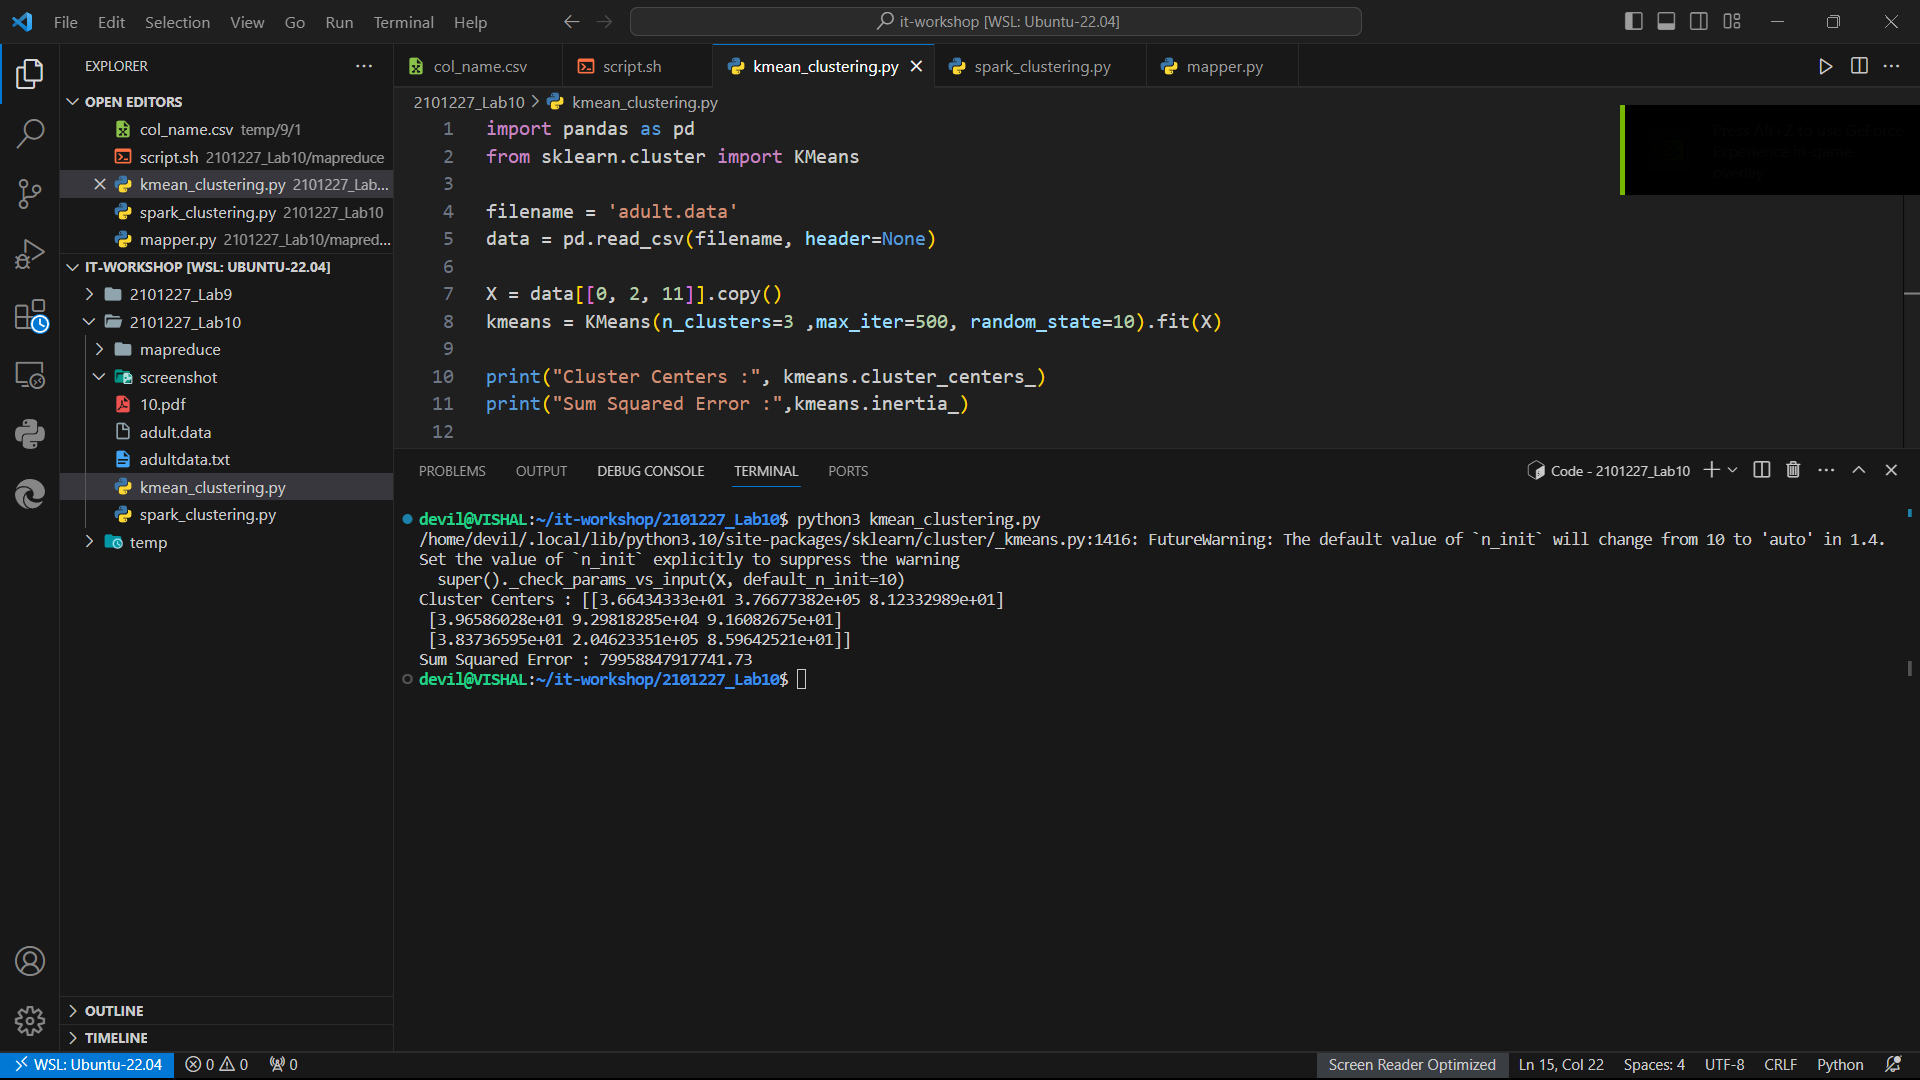 File Edit Selection View Go Run Terminal Help
it-workshop [WSL: Ubuntu-22.04]
EXPLORER
OPEN EDITORS
col_name.csv temp/9/1
script.sh 2101227_Lab10/mapreduce
kmean_clustering.py 2101227_Lab...
spark_clustering.py 2101227_Lab10
mapper.py 2101227_Lab10/mapred...
IT-WORKSHOP [WSL: UBUNTU-22.04]
2101227_Lab9
2101227_Lab10
mapreduce
screenshot
10.pdf
adult.data
adultdata.txt
kmean_clustering.py
spark_clustering.py
temp
OUTLINE
TIMELINE
col_name.csv script.sh kmean_clustering.py spark_clustering.py mapper.py
2101227_Lab10 > kmean_clustering.py
1 import pandas as pd
2 from sklearn.cluster import KMeans
3
4 filename = 'adult.data'
5 data = pd.read_csv(filename, header=None)
6
7 X = data[[0, 2, 11]].copy()
8 kmeans = KMeans(n_clusters=3 ,max_iter=500, random_state=10).fit(X)
9
10 print("Cluster Centers :", kmeans.cluster_centers_)
11 print("Sum Squared Error :",kmeans.inertia_)
12
PROBLEMS OUTPUT DEBUG CONSOLE TERMINAL PORTS
Code - 2101227_Lab10
devil@VISHAL:~/it-workshop/2101227_Lab10$ python3 kmean_clustering.py
/home/devil/.local/lib/python3.10/site-packages/sklearn/cluster/_kmeans.py:1416: FutureWarning: The default value of `n_init` will change from 10 to 'auto' in 1.4.
Set the value of `n_init` explicitly to suppress the warning
super()._check_params_vs_input(X, default_n_init=10)
Cluster Centers : [[3.66434333e+01 3.76677382e+05 8.12332989e+01]
[3.96586028e+01 9.29818285e+04 9.16082675e+01]
[3.83736595e+01 2.04623351e+05 8.59642521e+01]]
Sum Squared Error : 79958847917741.73
devil@VISHAL:~/it-workshop/2101227_Lab10$
WSL: Ubuntu-22.04 0 0 0 Screen Reader Optimized Ln 15, Col 22 Spaces: 4 UTF-8 CRLF Python